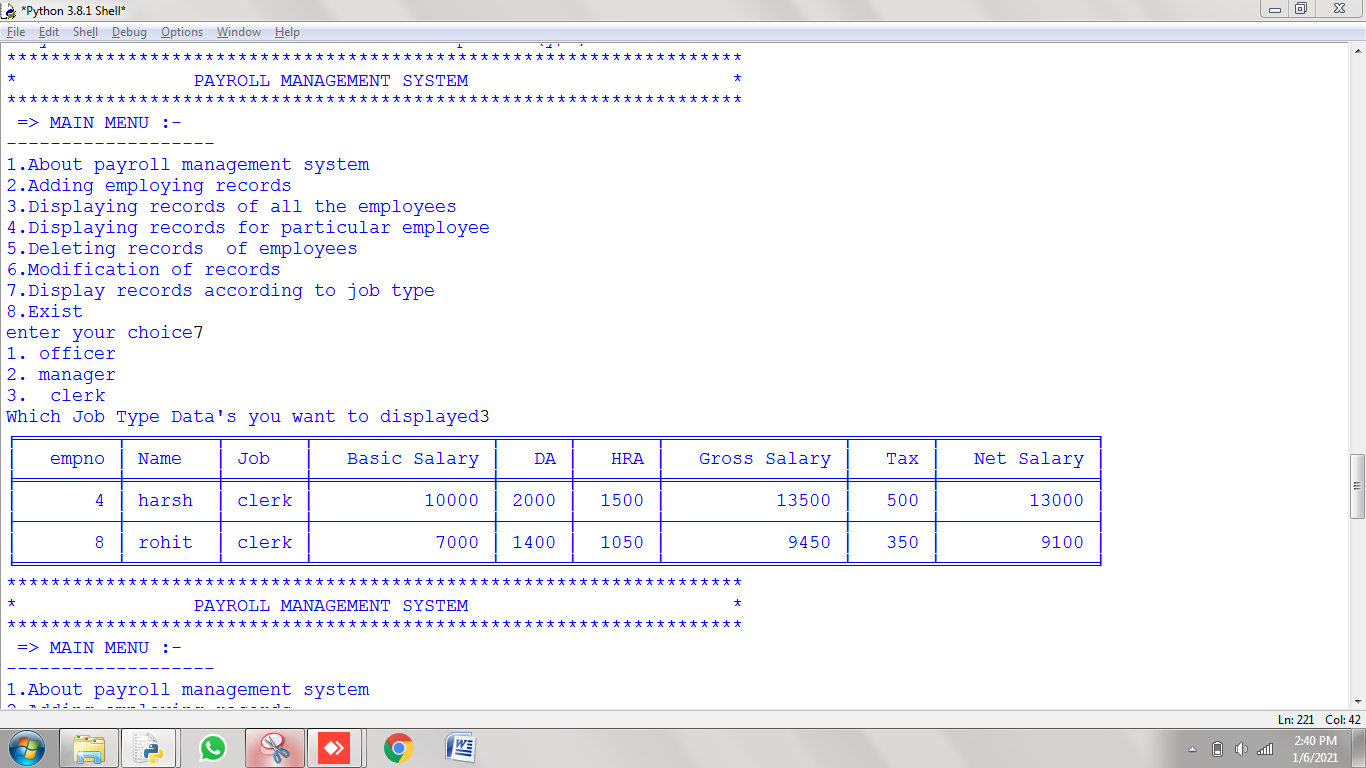 *Python 3.8.1 Shell*
File Edit Shell Debug Options Window Help
*******************************************************************
* PAYROLL MANAGEMENT SYSTEM *
*******************************************************************
=> MAIN MENU :-
-------------------
1.About payroll management system
2.Adding employing records
3.Displaying records of all the employees
4.Displaying records for particular employee
5.Deleting records  of employees
6.Modification of records
7.Display records according to job type
8.Exist
enter your choice7
1. officer
2. manager
3.  clerk
Which Job Type Data's you want to displayed3
empno Name Job Basic Salary DA HRA Gross Salary Tax Net Salary
4 harsh clerk 10000 2000 1500 13500 500 13000
8 rohit clerk 7000 1400 1050 9450 350 9100
*******************************************************************
* PAYROLL MANAGEMENT SYSTEM *
*******************************************************************
=> MAIN MENU :-
-------------------
1.About payroll management system
2.Adding employing records
Ln: 221 Col: 42
2:40 PM
1/6/2021